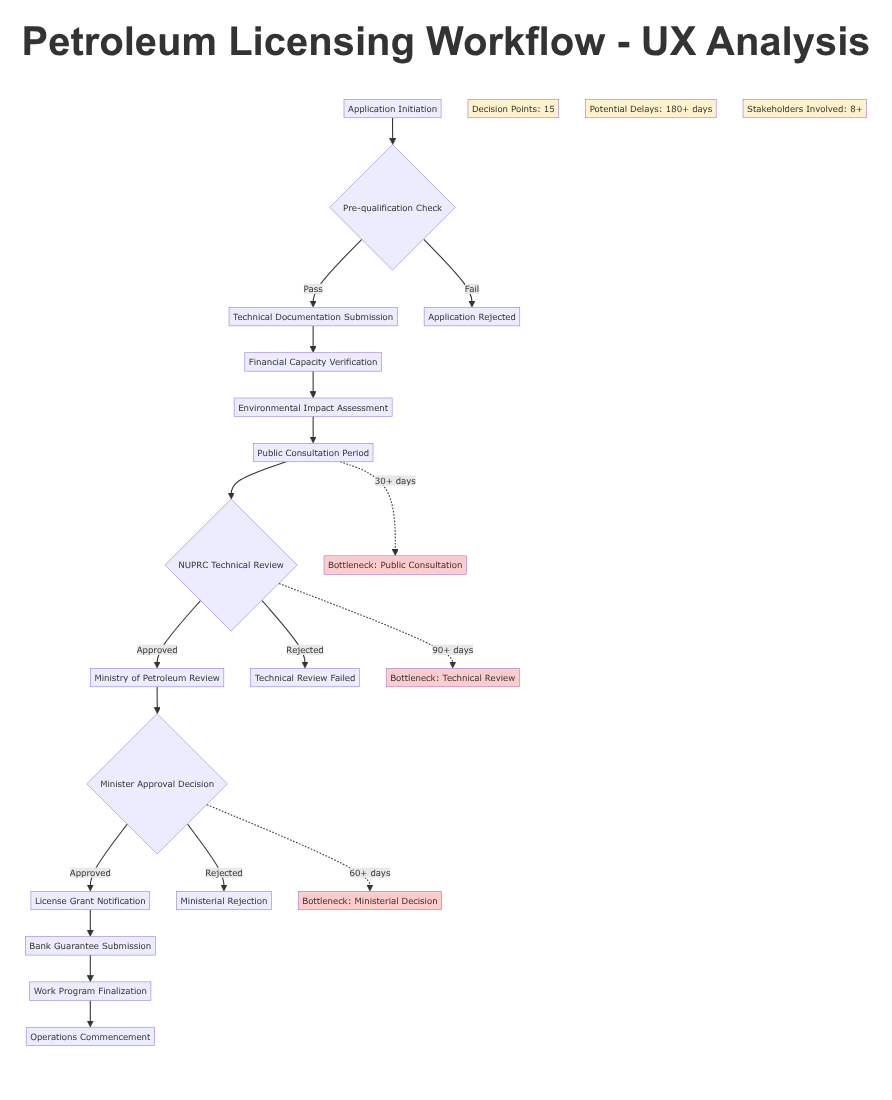 Petroleum Licensing Workflow - UX Analysis
Application Initiation
Decision Points: 15
Potential Delays: 180+ days
Stakeholders Involved: 8+
Pre-qualification Check
Pass
Fail
Technical Documentation Submission
Application Rejected
Financial Capacity Verification
Environmental Impact Assessment
Public Consultation Period
30+ days
NUPRC Technical Review
Bottleneck: Public Consultation
Approved
Rejected
90+ days
Ministry of Petroleum Review
Technical Review Failed
Bottleneck: Technical Review
Minister Approval Decision
Approved
Rejected
60+ days
License Grant Notification
Ministerial Rejection
Bottleneck: Ministerial Decision
Bank Guarantee Submission
Work Program Finalization
Operations Commencement